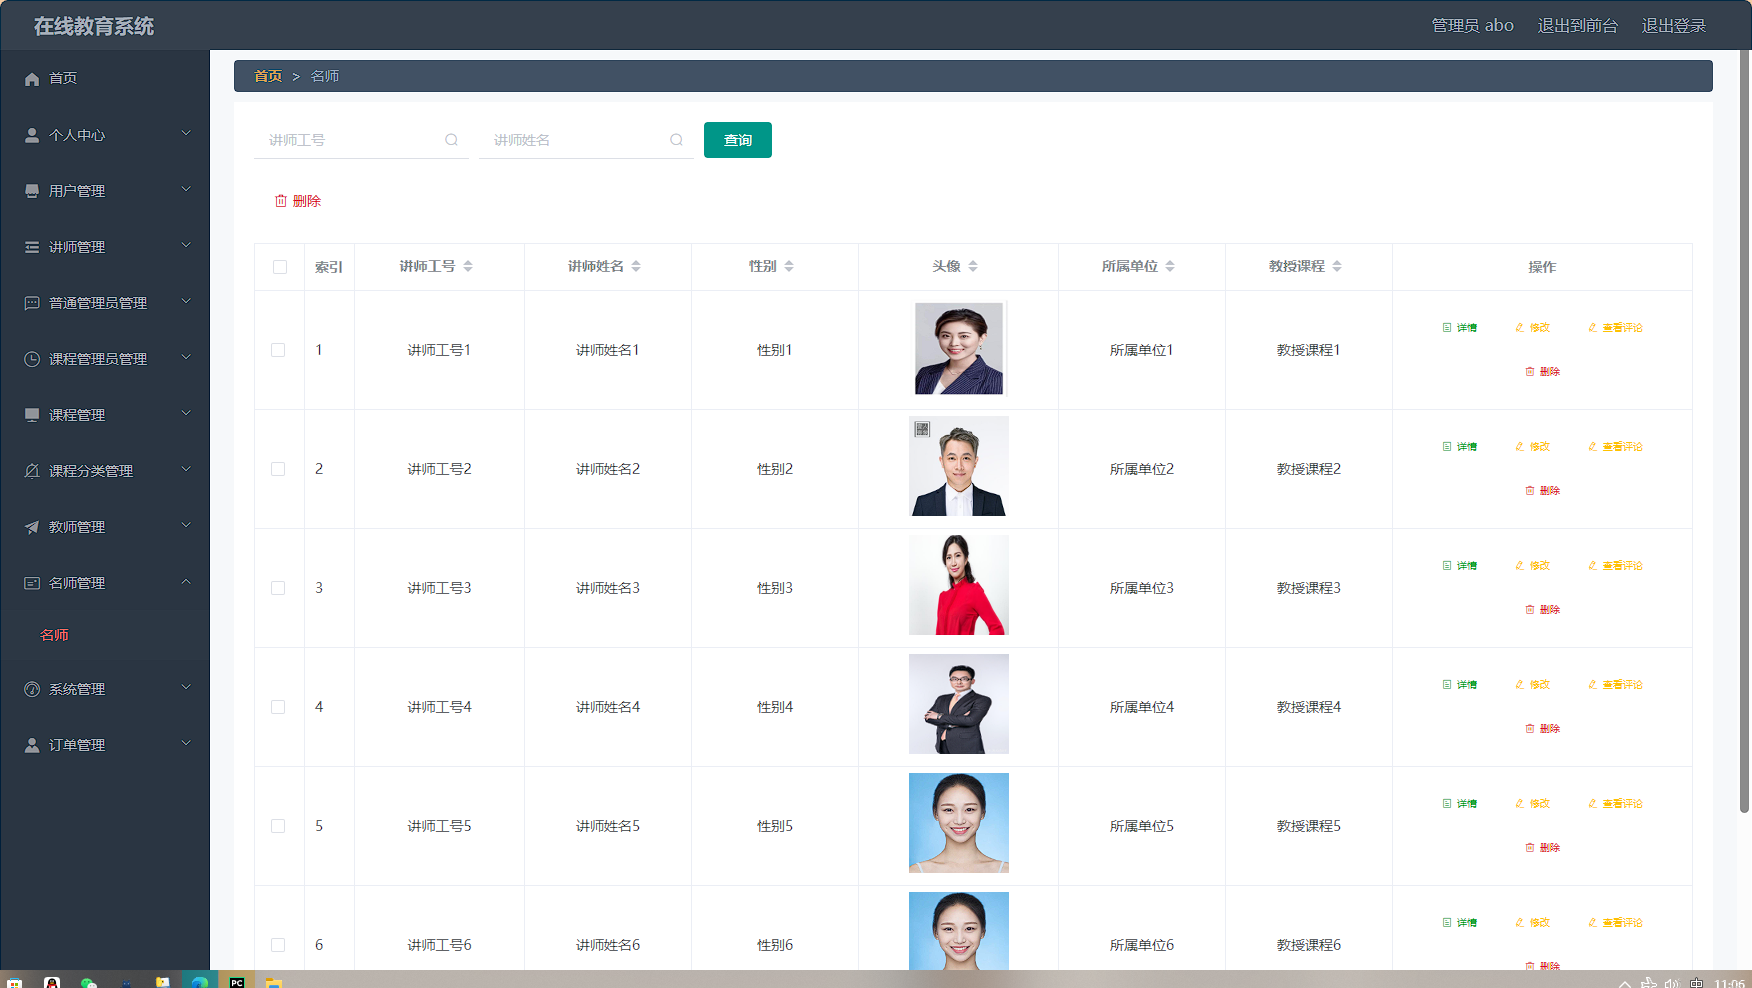 在线教育系统
管理员 abo 退出到前台 退出登录
首页
个人中心
用户管理
讲师管理
普通管理员管理
课程管理员管理
课程管理
课程分类管理
教师管理
名师管理
名师
系统管理
订单管理
首页 > 名师
讲师工号 讲师姓名 查询
删除
索引 讲师工号 讲师姓名 性别 头像 所属单位 教授课程 操作
1 讲师工号1 讲师姓名1 性别1 所属单位1 教授课程1
详情 修改 查看评论
删除
2 讲师工号2 讲师姓名2 性别2 所属单位2 教授课程2
详情 修改 查看评论
删除
3 讲师工号3 讲师姓名3 性别3 所属单位3 教授课程3
详情 修改 查看评论
删除
4 讲师工号4 讲师姓名4 性别4 所属单位4 教授课程4
详情 修改 查看评论
删除
5 讲师工号5 讲师姓名5 性别5 所属单位5 教授课程5
详情 修改 查看评论
删除
6 讲师工号6 讲师姓名6 性别6 所属单位6 教授课程6
详情 修改 查看评论
删除
PC
中 11:06